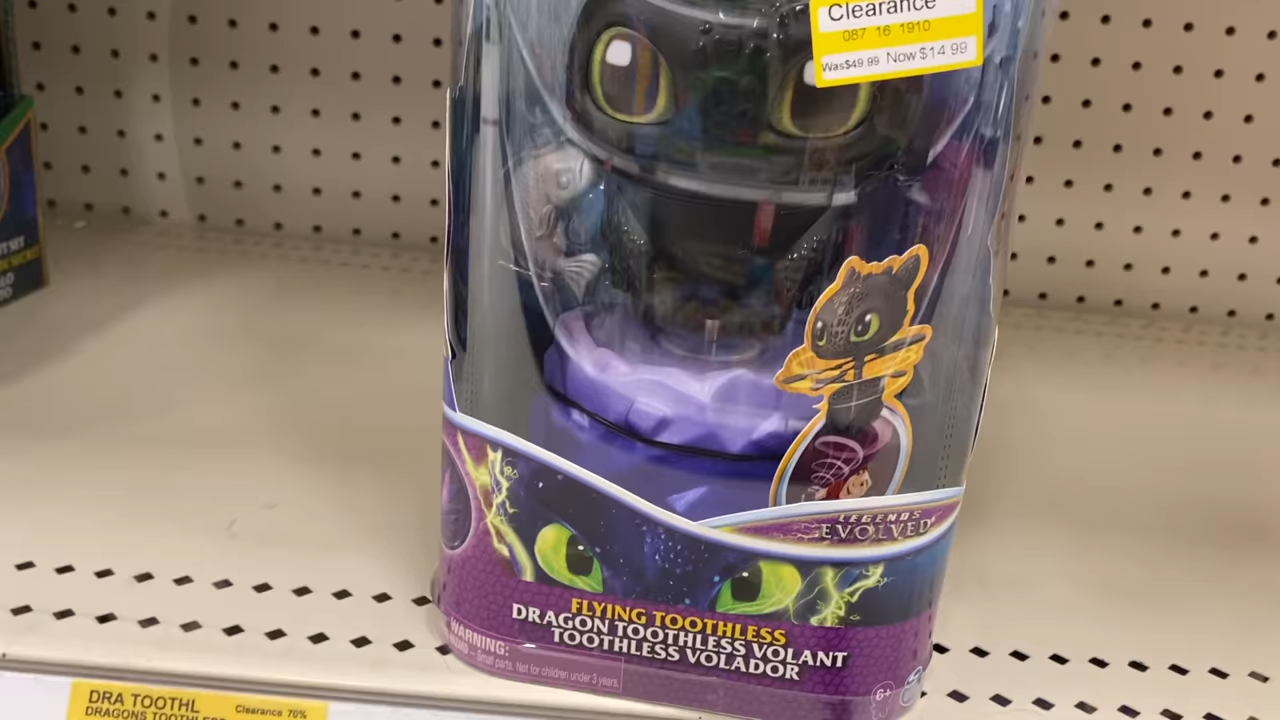 Clearance
087 16 1910
Was$49.99 Now $14.99
LEGENDS
EVOLVED
FLYING TOOTHLESS
DRAGON TOOTHLESS VOLANT
TOOTHLESS VOLADOR
WARNING:
Small parts. Not for children under 3 years.
6+
DRA TOOTHL
Clearance 70%
DRAGONS TOOTHLESS